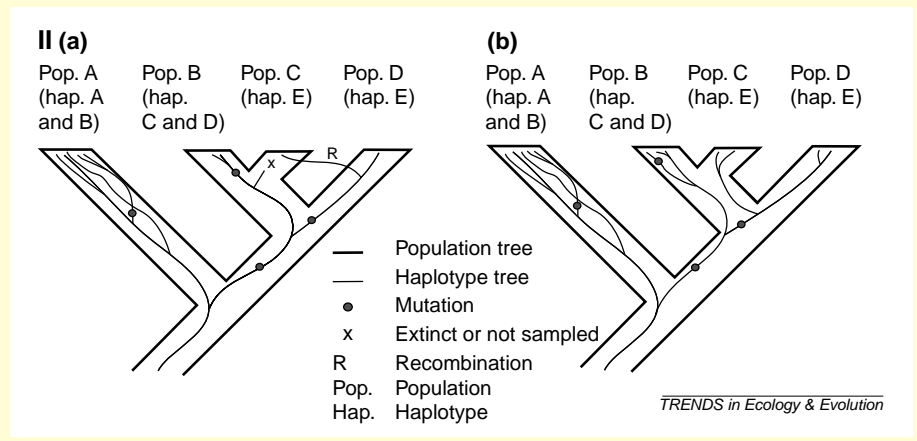 II (a)
Pop. A
(hap. A
and B)
Pop. B
(hap.
C and D)
Pop. C
(hap. E)
Pop. D
(hap. E)
x
R
(b)
Pop. A
(hap. A
and B)
Pop. B
(hap.
C and D)
Pop. C
(hap. E)
Pop. D
(hap. E)
Population tree
Haplotype tree
Mutation
x Extinct or not sampled
R Recombination
Pop. Population
Hap. Haplotype
TRENDS in Ecology & Evolution